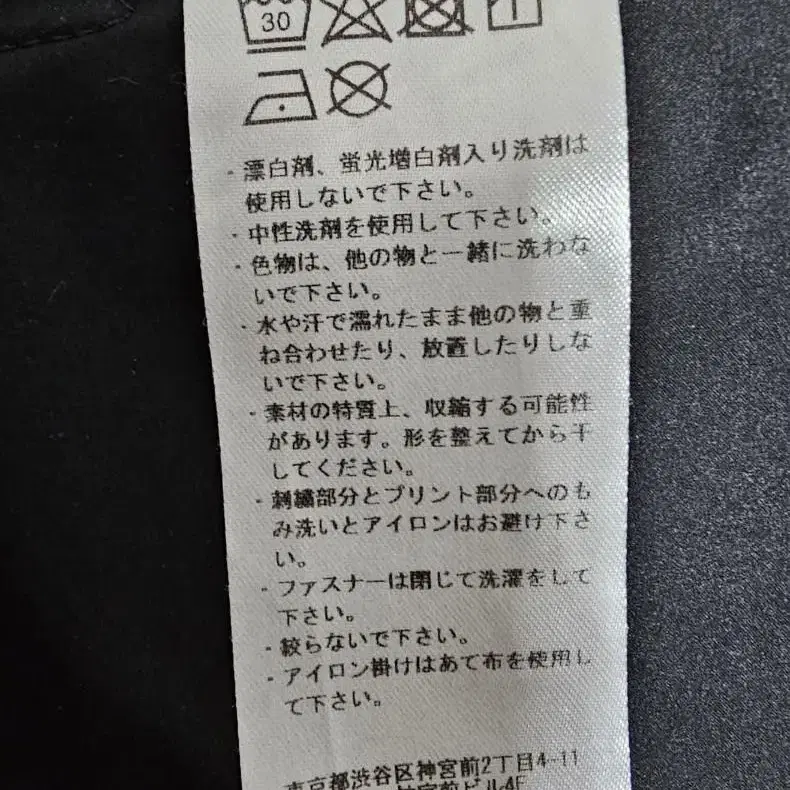 30
・漂白剤、蛍光増白剤入り洗剤は
使用しないで下さい。
・中性洗剤を使用して下さい。
・色物は、他の物と一緒に洗わな
いで下さい。
・水や汗で濡れたまま他の物と重
ね合わせたり、放置したりしな
いで下さい。
・素材の特質上、収縮する可能性
があります。形を整えてから干
してください。
・刺繍部分とプリント部分へのも
み洗いとアイロンはお避け下さ
い。
・ファスナーは閉じて洗濯をして
下さい。
・絞らないで下さい。
・アイロン掛けはあて布を使用し
て下さい。
東京都渋谷区神宮前2丁目4-11
神宮前ビル4F